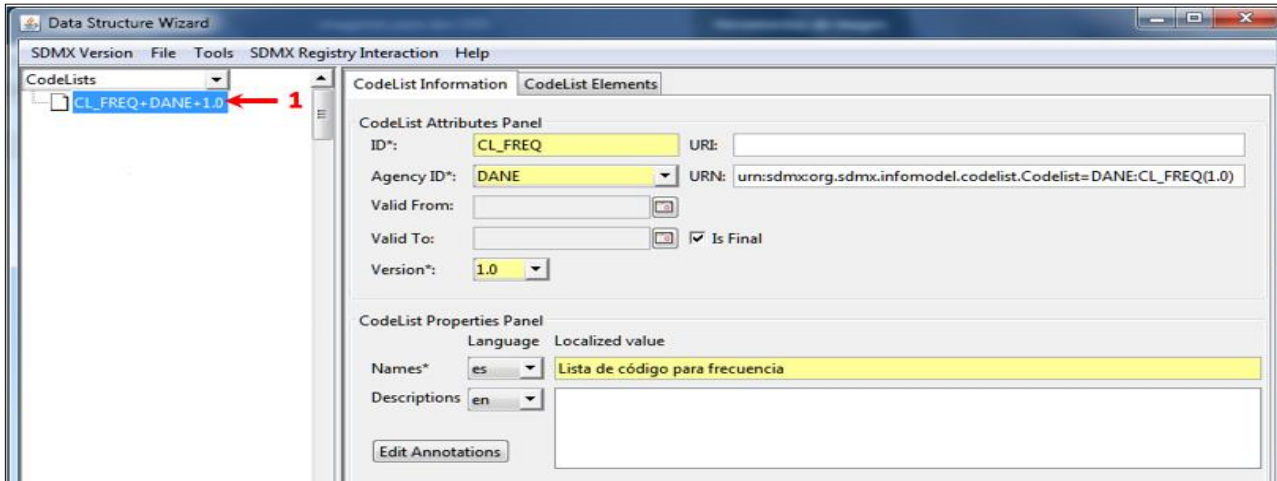 Data Structure Wizard
SDMX Version File Tools SDMX Registry Interaction Help
CodeLists
CL_FREQ+DANE+1.0
1
CodeList Information CodeList Elements
CodeList Attributes Panel
ID*: CL_FREQ URI:
Agency ID*: DANE URN: urn:sdmx:org.sdmx.infomodel.codelist.Codelist=DANE:CL_FREQ(1.0)
Valid From:
Valid To: Is Final
Version*: 1.0
CodeList Properties Panel
Language Localized value
Names* es Lista de código para frecuencia
Descriptions en
Edit Annotations